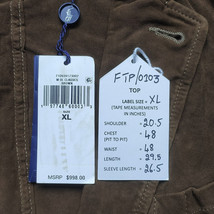 XL
MSRP $998.00
FTP/0203
TOP
LABEL SIZE = XL
(TAPE MEASUREMENTS
IN INCHES)
SHOULDER = 20.5
CHEST = 48
(PIT TO PIT)
WAIST = 48
LENGTH = 29.5
SLEEVE LENGTH = 26.5